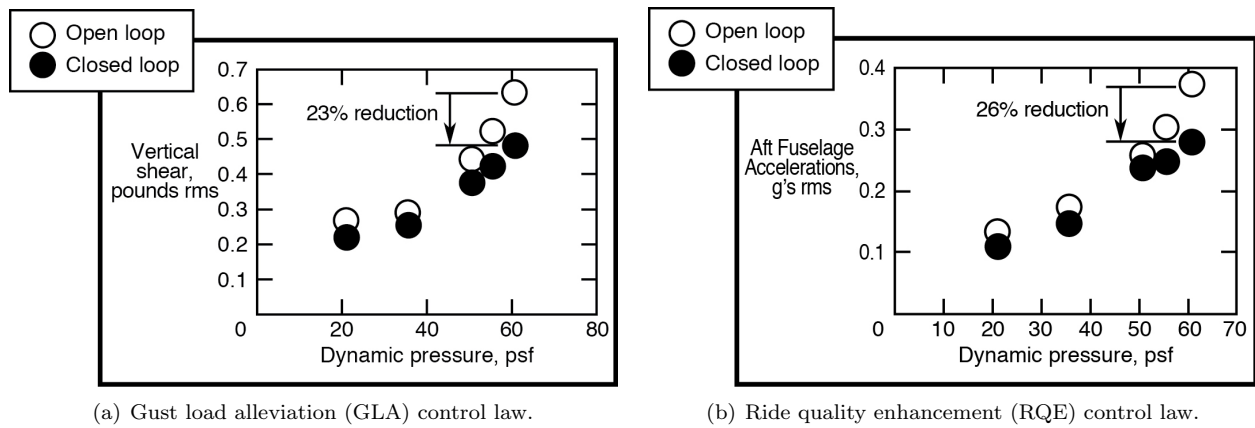 Open loop
Closed loop
0.7
0.6
0.5
0.4
0.3
0.2
0.1
0
20
40
60
80
23% reduction
Vertical
shear,
pounds rms
Dynamic pressure, psf
(a) Gust load alleviation (GLA) control law.
Open loop
Closed loop
0.4
0.3
0.2
0.1
0
10
20
30
40
50
60
70
26% reduction
Aft Fuselage
Accelerations,
g's rms
Dynamic pressure, psf
(b) Ride quality enhancement (RQE) control law.